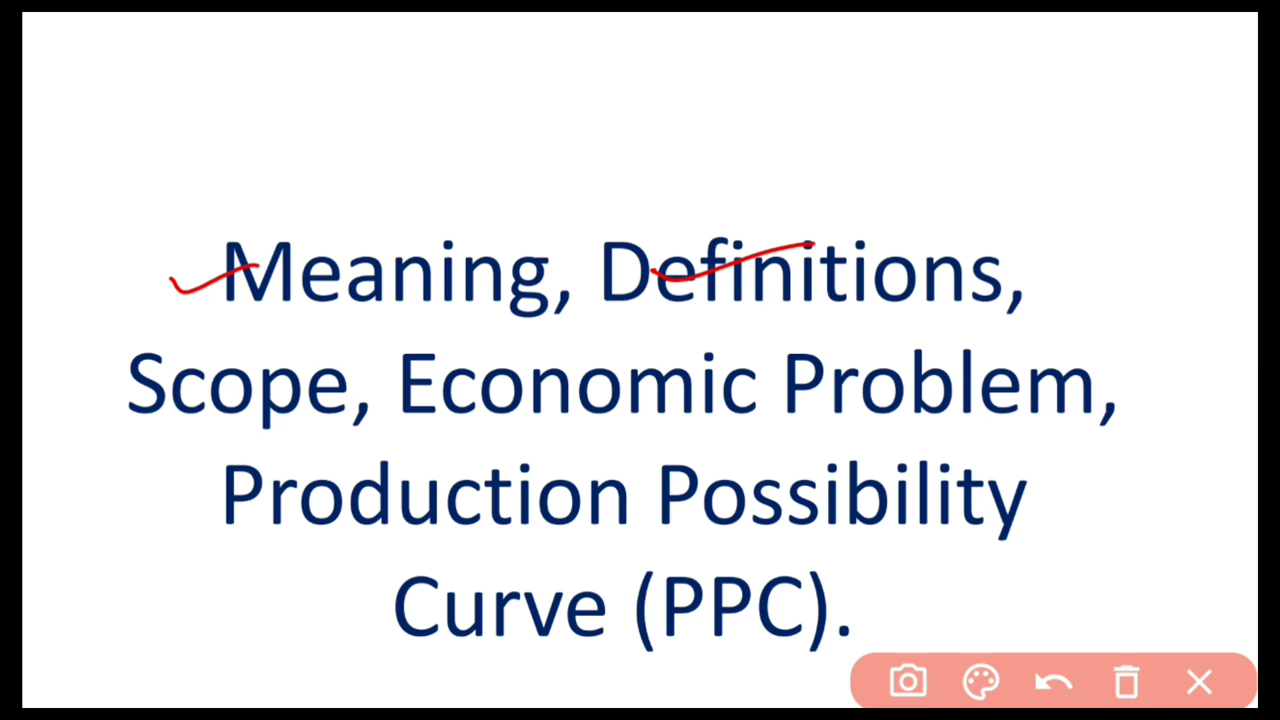 Meaning, Definitions,
Scope, Economic Problem,
Production Possibility
Curve (PPC).